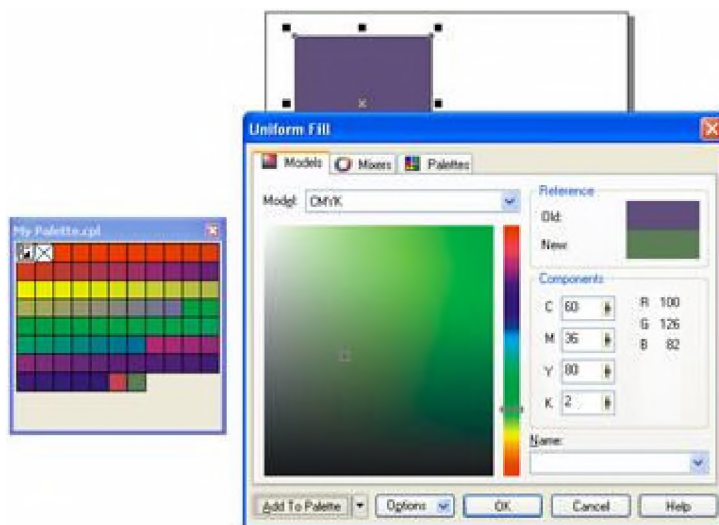 Uniform Fill
Models Mixers Palettes
Model: CMYK
Reference
Old:
New:
My Palette.cpl
Components
C 60 R 100
M 36 G 126
B 82
Y 80
K 2
Name:
Add To Palette Options OK Cancel Help